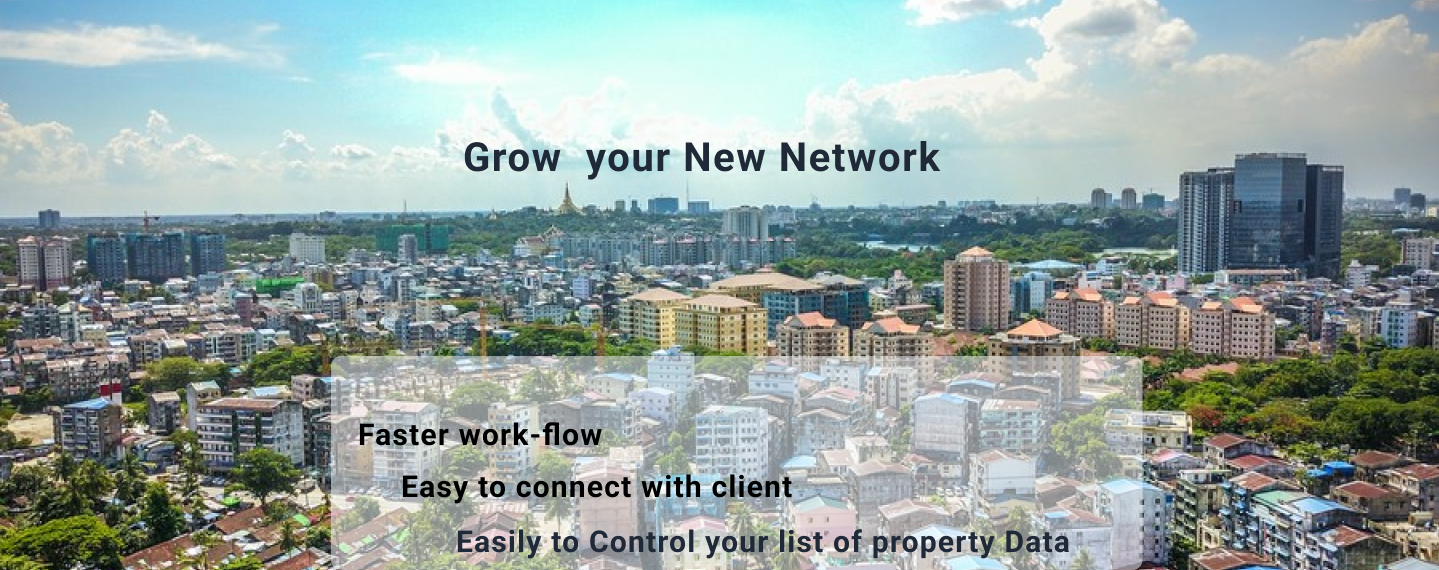 Grow  your New Network
Faster work-flow
Easy to connect with client
Easily to Control your list of property Data